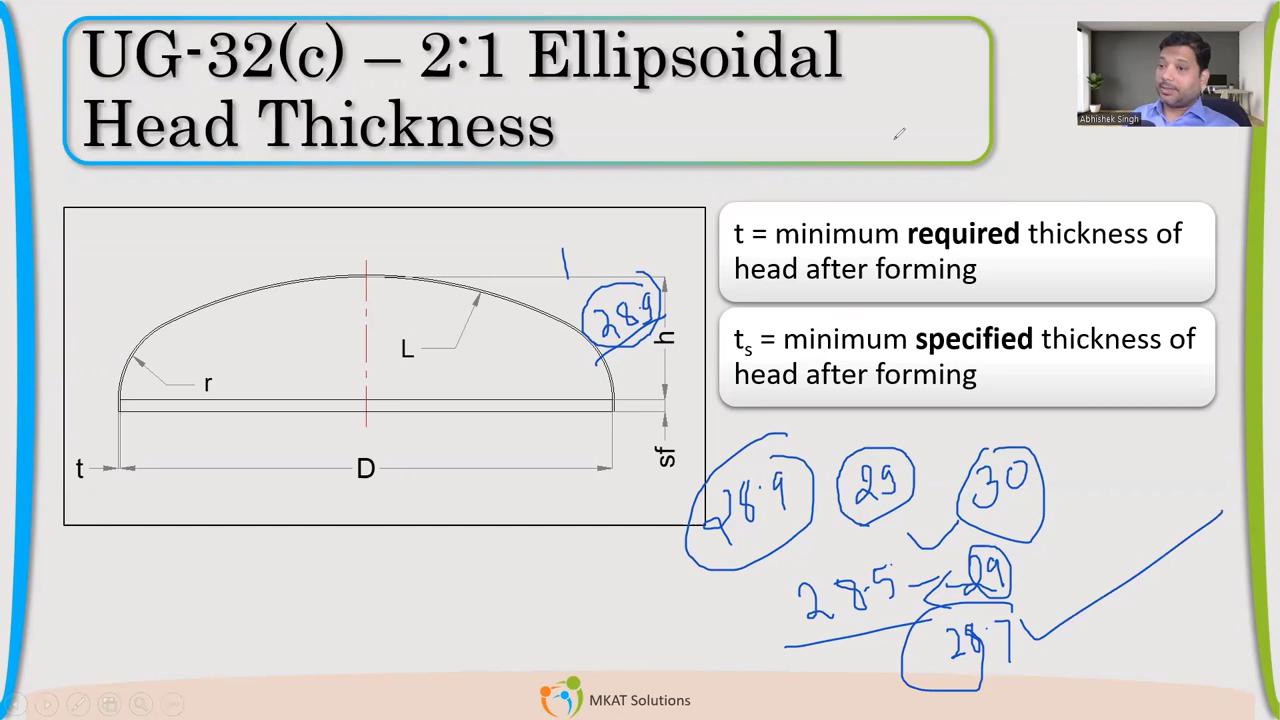 UG-32(c) – 2:1 Ellipsoidal
Head Thickness
Abhishek Singh
t = minimum required thickness of
head after forming
ts = minimum specified thickness of
head after forming
28.9
h
L
r
sf
t
D
28.9 29 30
28.5 29
28.7
MKAT Solutions